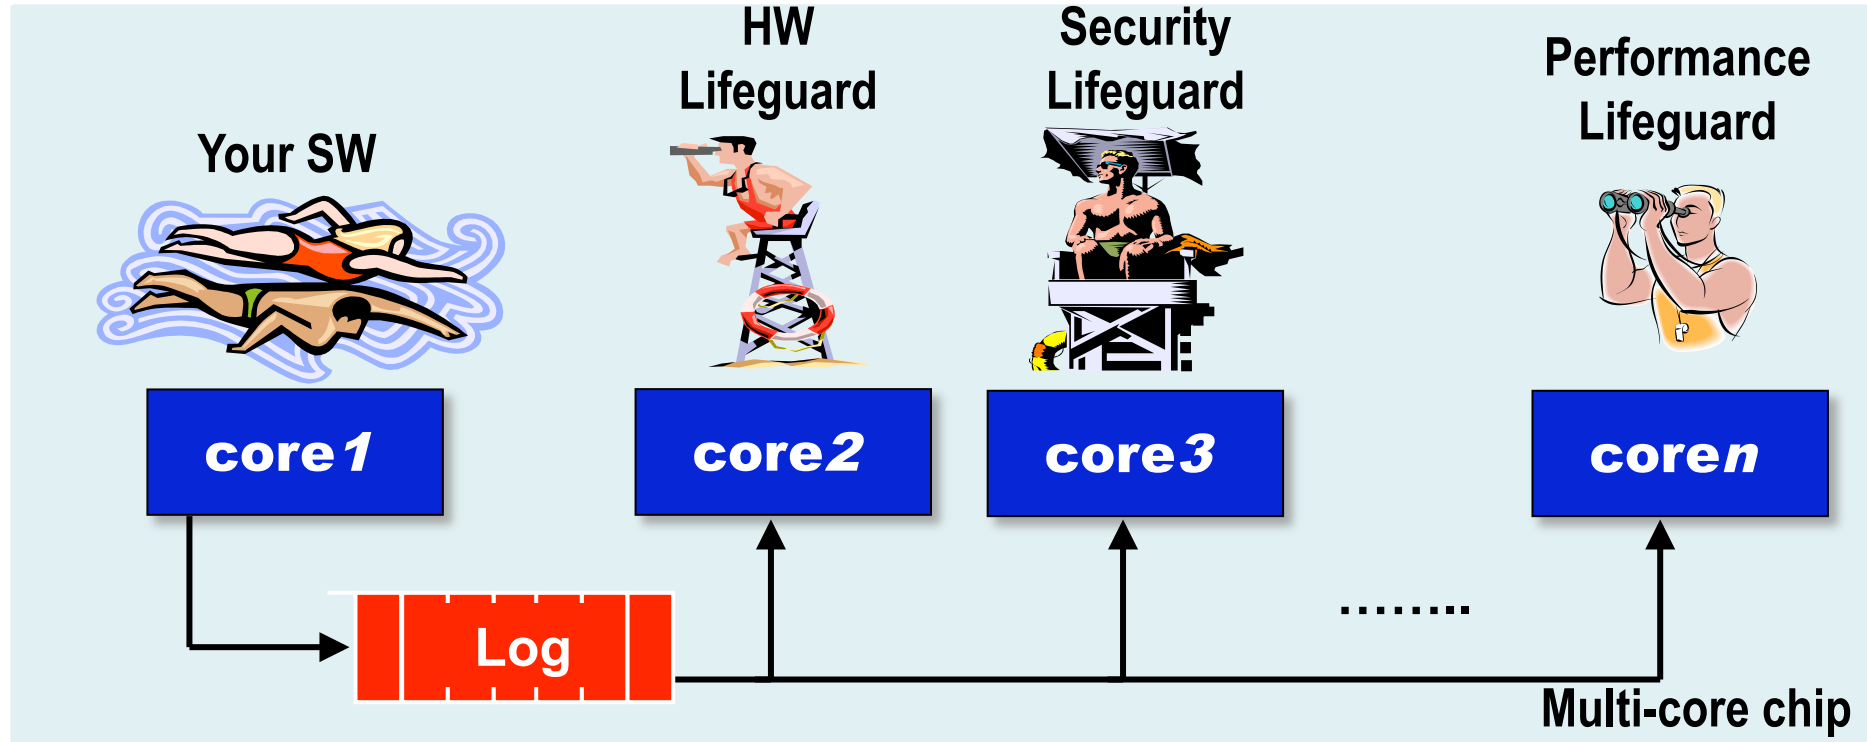 HW
Lifeguard
Security
Lifeguard
Performance
Lifeguard
Your SW
core1
core2
core3
coren
Log
........
Multi-core chip